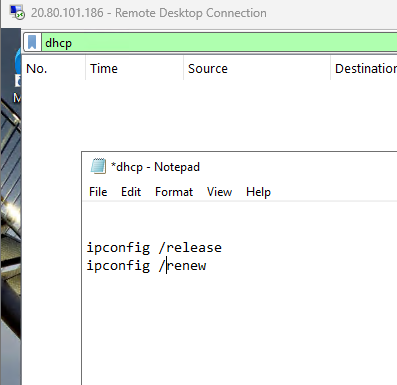 20.80.101.186 - Remote Desktop Connection
dhcp
No. Time Source Destination
*dhcp - Notepad
File Edit Format View Help
ipconfig /release
ipconfig /renew